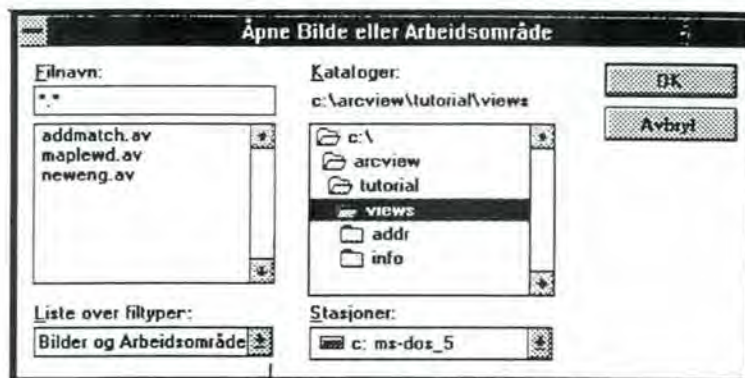 Åpne Bilde eller Arbeidsområde
Filnavn:
*.*
addmatch.av
maplewd.av
neweng.av
Liste over filtyper:
Bilder og Arbeidsområde
Kataloger:
c:\arcview\tutorial\views
c:\
arcview
tutorial
views
addr
info
Stasjoner:
c: ms-dos_5
OK
Avbryt